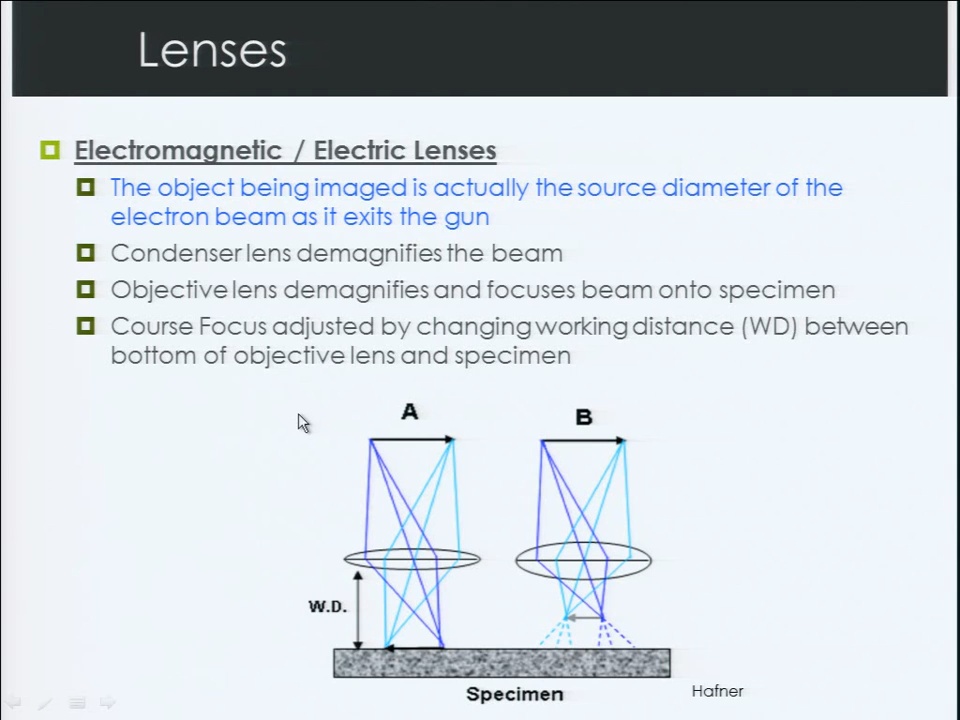 Lenses
Electromagnetic / Electric Lenses
The object being imaged is actually the source diameter of the
electron beam as it exits the gun
Condenser lens demagnifies the beam
Objective lens demagnifies and focuses beam onto specimen
Course Focus adjusted by changing working distance (WD) between
bottom of objective lens and specimen
A
B
W.D.
Specimen
Hafner